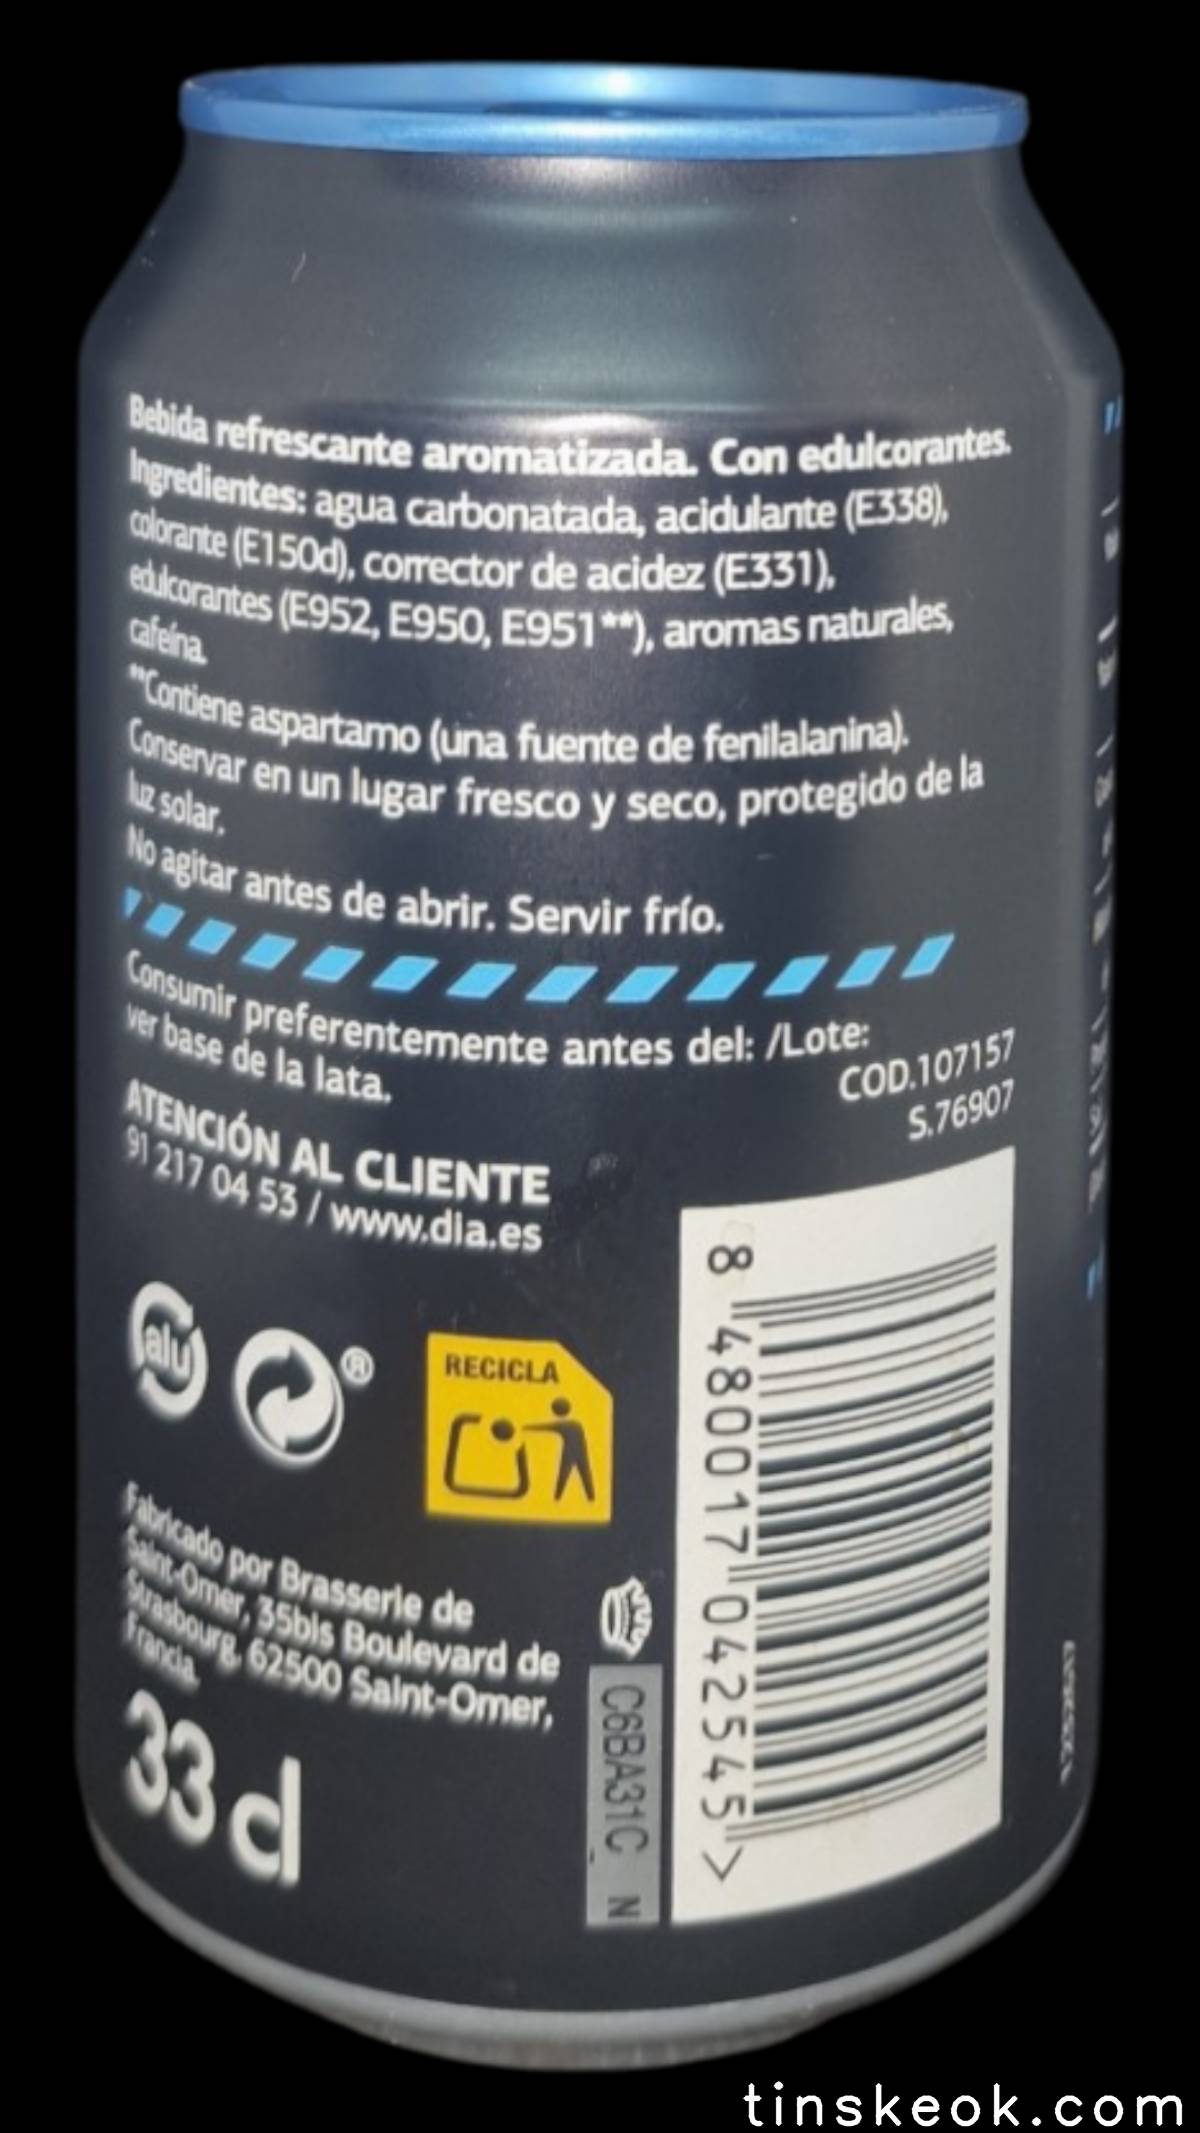 Bebida refrescante aromatizada. Con edulcorantes.
Ingredientes: agua carbonatada, acidulante (E338),
colorante (E150d), corrector de acidez (E331),
edulcorantes (E952, E950, E951**), aromas naturales,
cafeína.
**Contiene aspartamo (una fuente de fenilalanina).
Conservar en un lugar fresco y seco, protegido de la
luz solar.
No agitar antes de abrir. Servir frío.
Consumir preferentemente antes del: /Lote:
ver base de la lata.
COD.107157
S.76907
ATENCIÓN AL CLIENTE
91 217 04 53 / www.dia.es
alu
®
RECICLA
Fabricado por Brasserie de
Saint-Omer, 35bis Boulevard de
Strasbourg, 62500 Saint-Omer,
Francia.
33 cl
C6BA31C N
8 480017 042545 >
tinskeok.com